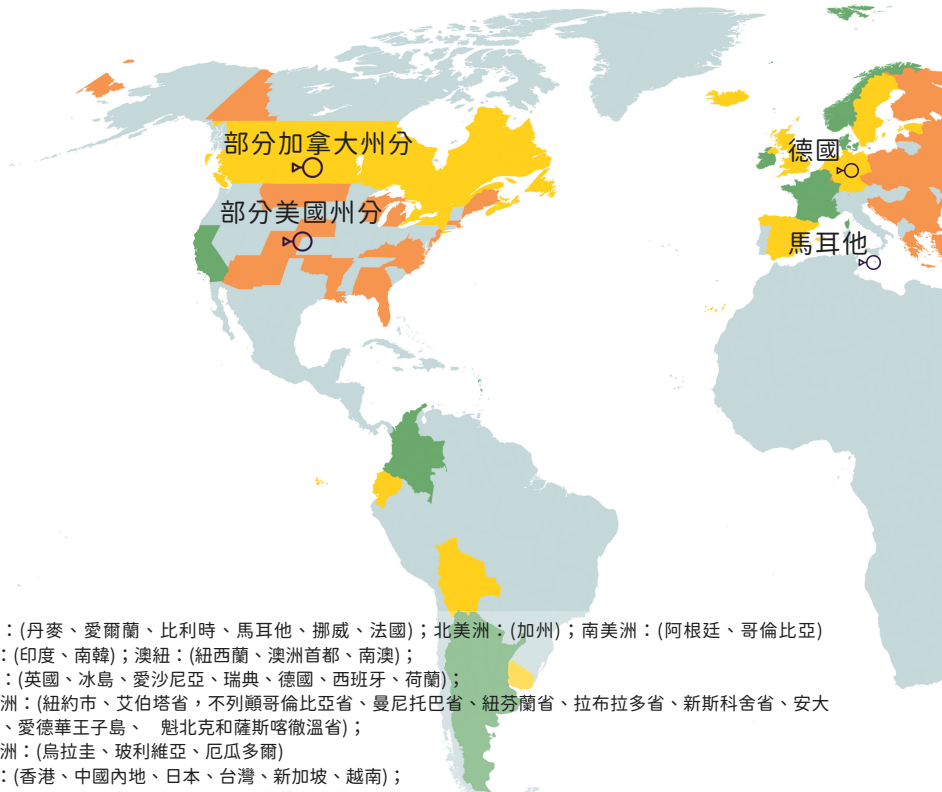 部分加拿大州分
德國
部分美國州分
馬耳他
：(丹麥、愛爾蘭、比利時、馬耳他、挪威、法國)；北美洲：(加州)；南美洲：(阿根廷、哥倫比亞)
：(印度、南韓)；澳紐：(紐西蘭、澳洲首都、南澳)；
：(英國、冰島、愛沙尼亞、瑞典、德國、西班牙、荷蘭)；
洲：(紐約市、艾伯塔省，不列顛哥倫比亞省、曼尼托巴省、紐芬蘭省、拉布拉多省、新斯科舍省、安大
、愛德華王子島、 魁北克和薩斯喀徹溫省)；
洲：(烏拉圭、玻利維亞、厄瓜多爾)
：(香港、中國內地、日本、台灣、新加坡、越南)；